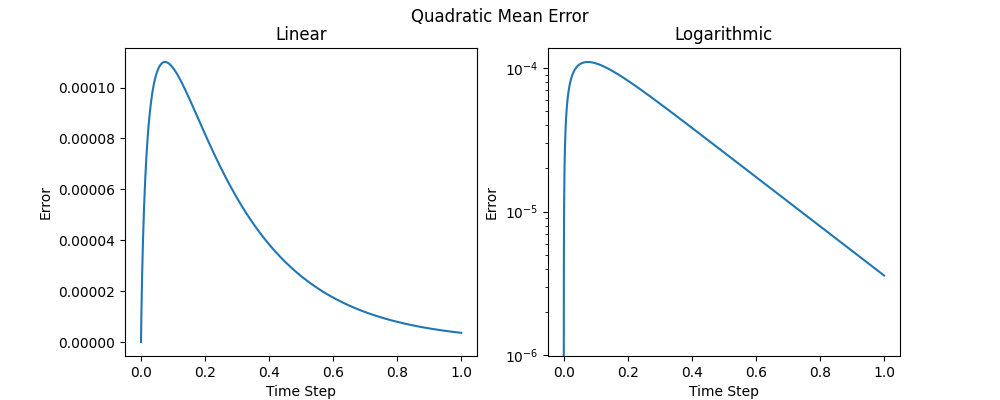 Quadratic Mean Error
Linear
Error
0.00010
0.00008
0.00006
0.00004
0.00002
0.00000
0.0 0.2 0.4 0.6 0.8 1.0
Time Step
Logarithmic
Error
10⁻⁴
10⁻⁵
10⁻⁶
0.0 0.2 0.4 0.6 0.8 1.0
Time Step